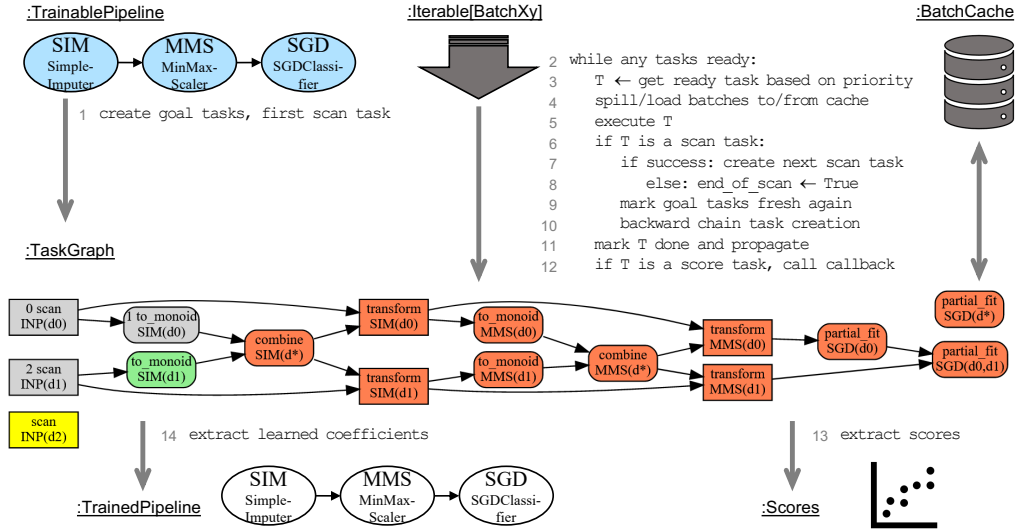 :TrainablePipeline
:Iterable[BatchXy]
:BatchCache
SIM
Simple-
Imputer
MMS
MinMax-
Scaler
SGD
SGDClassi-
fier
1 create goal tasks, first scan task
2 while any tasks ready:
3 T ← get ready task based on priority
4 spill/load batches to/from cache
5 execute T
6 if T is a scan task:
7 if success: create next scan task
8 else: end_of_scan ← True
9 mark goal tasks fresh again
10 backward chain task creation
11 mark T done and propagate
12 if T is a score task, call callback
:TaskGraph
0 scan
INP(d0)
1 to_monoid
SIM(d0)
combine
SIM(d*)
transform
SIM(d0)
to_monoid
MMS(d0)
combine
MMS(d*)
transform
MMS(d0)
partial_fit
SGD(d0)
partial_fit
SGD(d*)
partial_fit
SGD(d0,d1)
2 scan
INP(d1)
to_monoid
SIM(d1)
transform
SIM(d1)
to_monoid
MMS(d1)
transform
MMS(d1)
scan
INP(d2)
14 extract learned coefficients
13 extract scores
:TrainedPipeline
SIM
Simple-
Imputer
MMS
MinMax-
Scaler
SGD
SGDClassi-
fier
:Scores